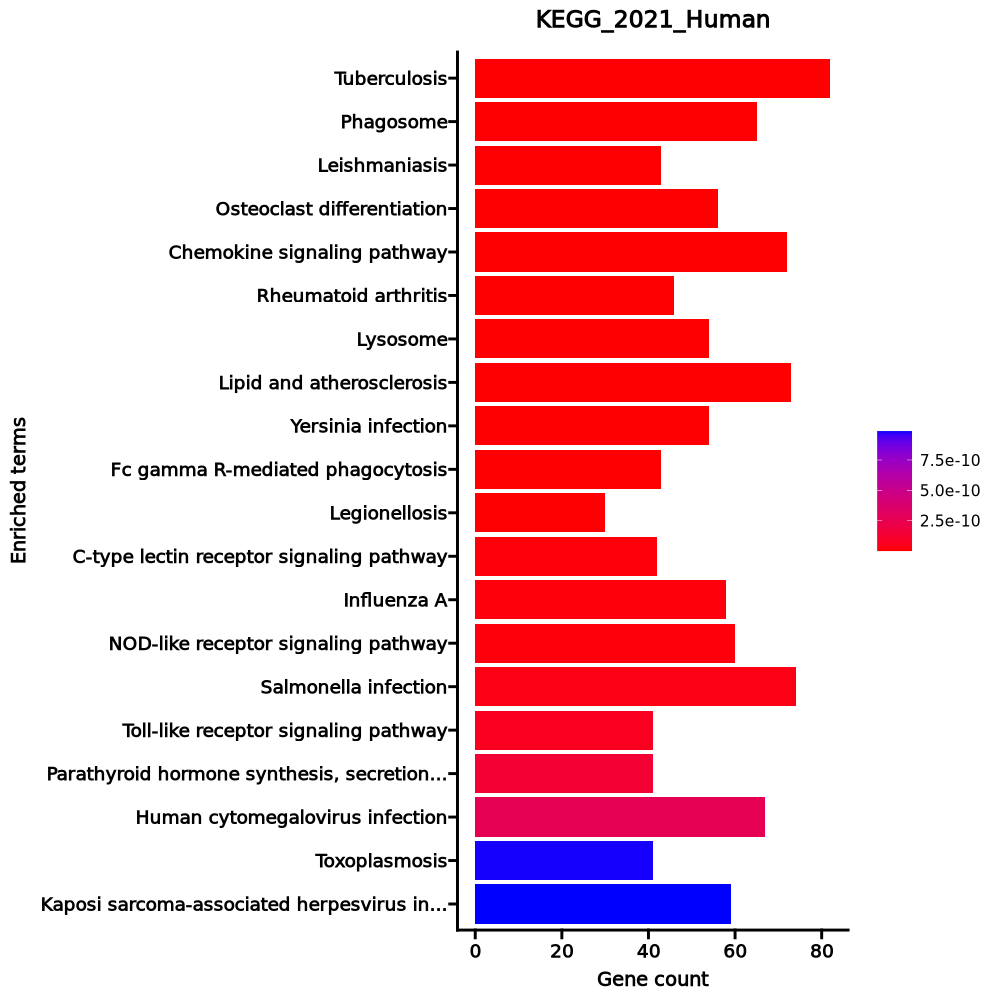 KEGG_2021_Human
Tuberculosis
Phagosome
Leishmaniasis
Osteoclast differentiation
Chemokine signaling pathway
Rheumatoid arthritis
Lysosome
Lipid and atherosclerosis
Yersinia infection
Fc gamma R-mediated phagocytosis
Legionellosis
C-type lectin receptor signaling pathway
Influenza A
NOD-like receptor signaling pathway
Salmonella infection
Toll-like receptor signaling pathway
Parathyroid hormone synthesis, secretion...
Human cytomegalovirus infection
Toxoplasmosis
Kaposi sarcoma-associated herpesvirus in...
Enriched terms
0 20 40 60 80
Gene count
7.5e-10
5.0e-10
2.5e-10